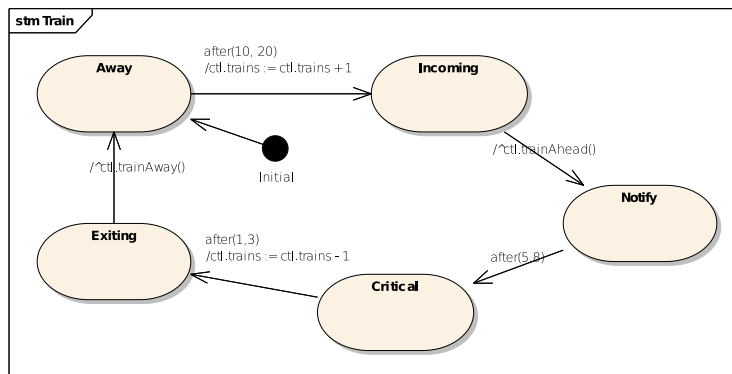 stm Train
after(10, 20)
/ctl.trains := ctl.trains + 1
Away
Incoming
/^ctl.trainAhead()
/^ctl.trainAway()
Initial
Notify
Exiting
after(1,3)
/ctl.trains := ctl.trains - 1
after(5,8)
Critical